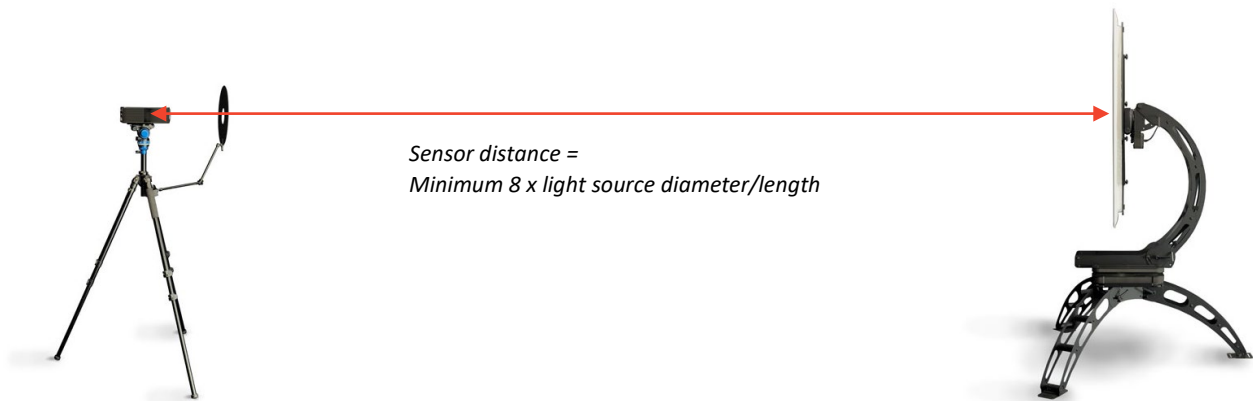 Sensor distance =
Minimum 8 x light source diameter/length